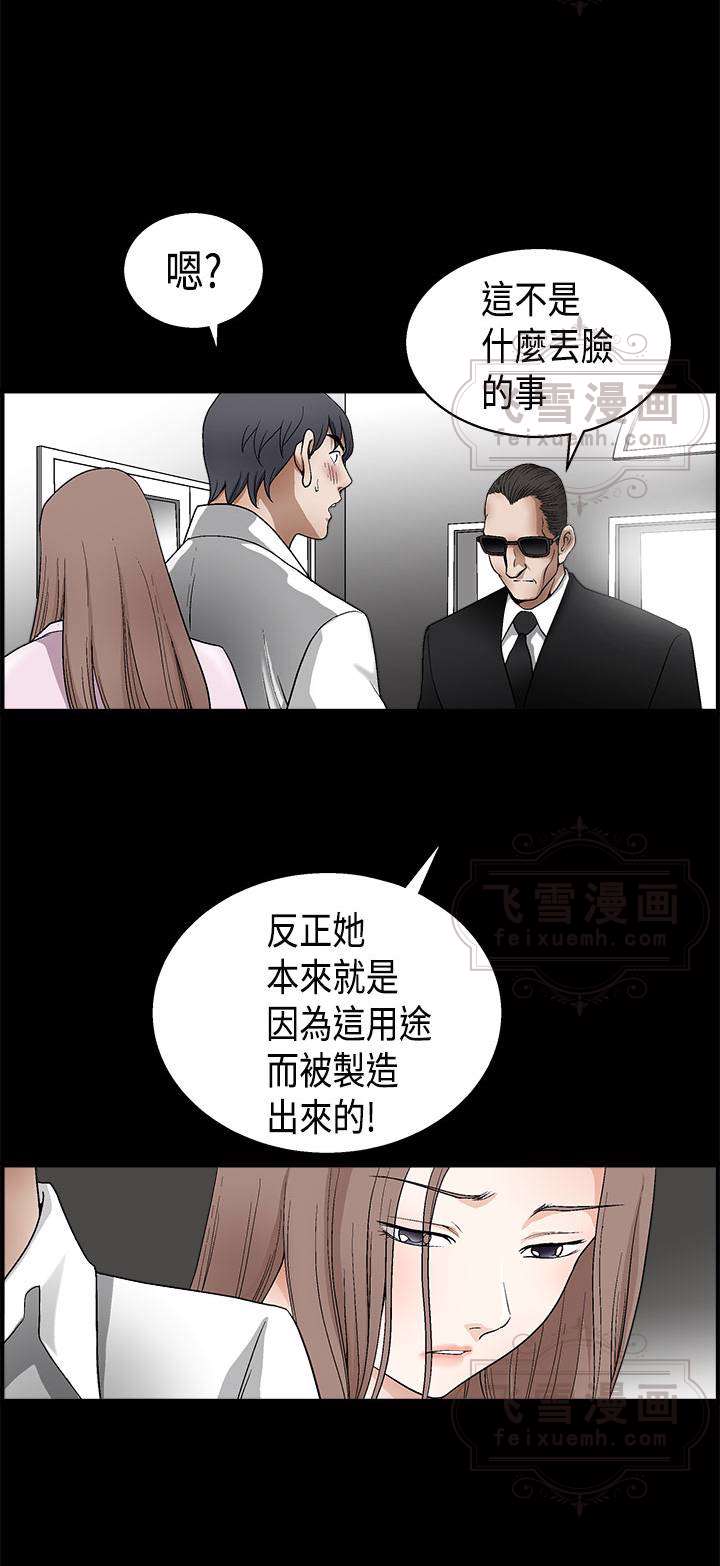 嗯?
這不是
什麼丟臉
的事
飞雪漫画
feixuemh.com
反正她
本來就是
因為這用途
而被製造
出來的!
飞雪漫画
feixuemh.com
飞雪漫画
feixuemh.com